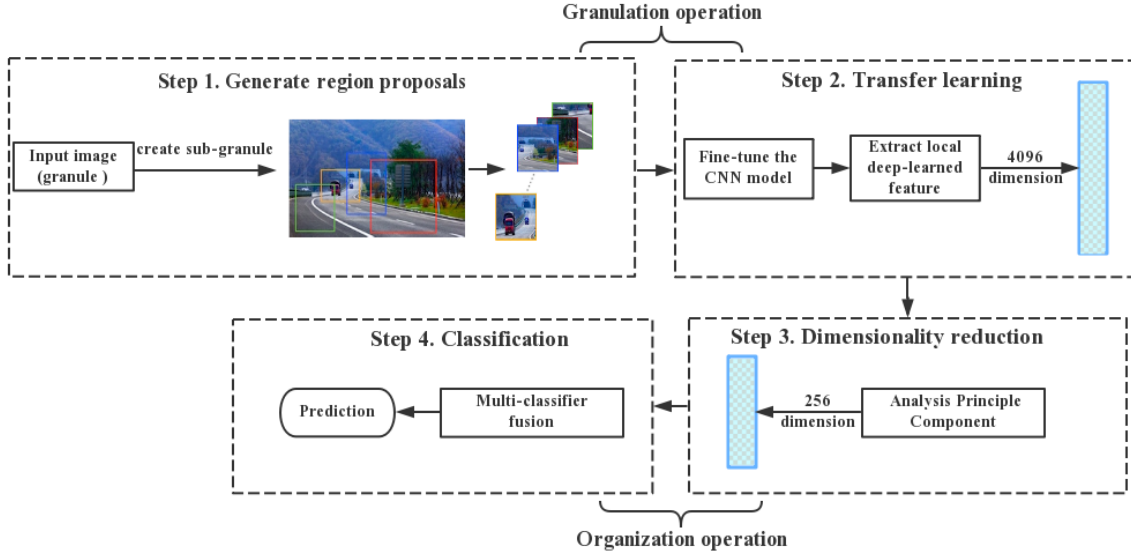 Granulation operation
Step 1. Generate region proposals
Input image
(granule )
create sub-granule
Step 2. Transfer learning
Fine-tune the
CNN model
Extract local
deep-learned
feature
4096
dimension
Step 3. Dimensionality reduction
Analysis Principle
Component
256
dimension
Step 4. Classification
Multi-classifier
fusion
Prediction
Organization operation